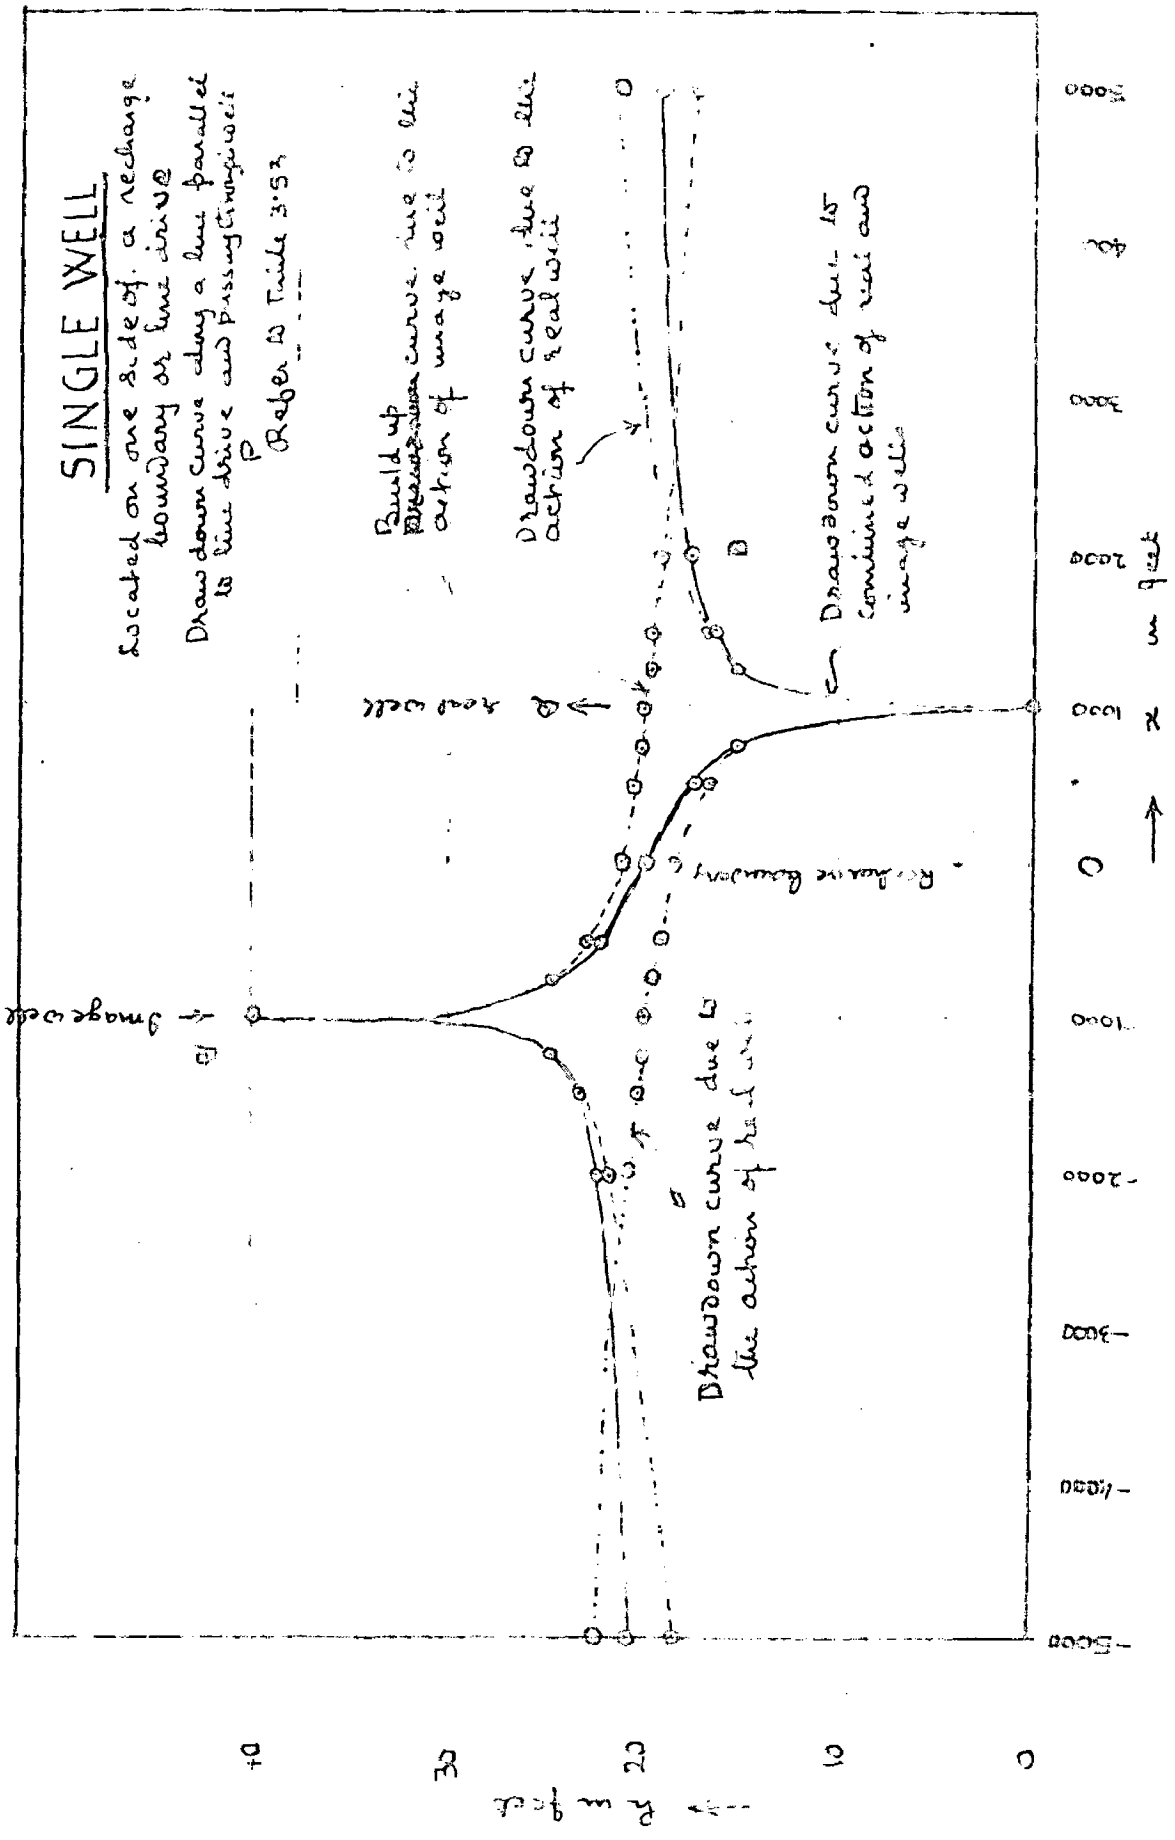 SINGLE WELL
Located on one side of a recharge
boundary or line drive
Drawdown curve along a line parallel
to line drive and passing through well
P
Refer to Table 3.53
Build up
curve due to the
action of image well
Drawdown curve due to the
action of real well
Drawdown curve due to
combined action of real and
image wells
real well
Image well
Recharge boundary
Drawdown curve due to
the action of real well
40
30
20
10
0
h in feet
-5000
-4000
-3000
-2000
-1000
0
1000
2000
3000
5000
x in feet